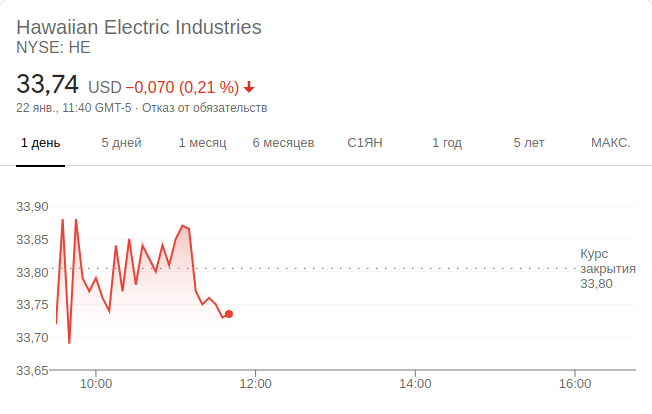 Hawaiian Electric Industries
NYSE: HE
33,74 USD −0,070 (0,21 %)
22 янв., 11:40 GMT-5 · Отказ от обязательств
1 день 5 дней 1 месяц 6 месяцев С1ЯН 1 год 5 лет МАКС.
33,90
33,85
33,80
33,75
33,70
33,65
Курс
закрытия
33,80
10:00 12:00 14:00 16:00